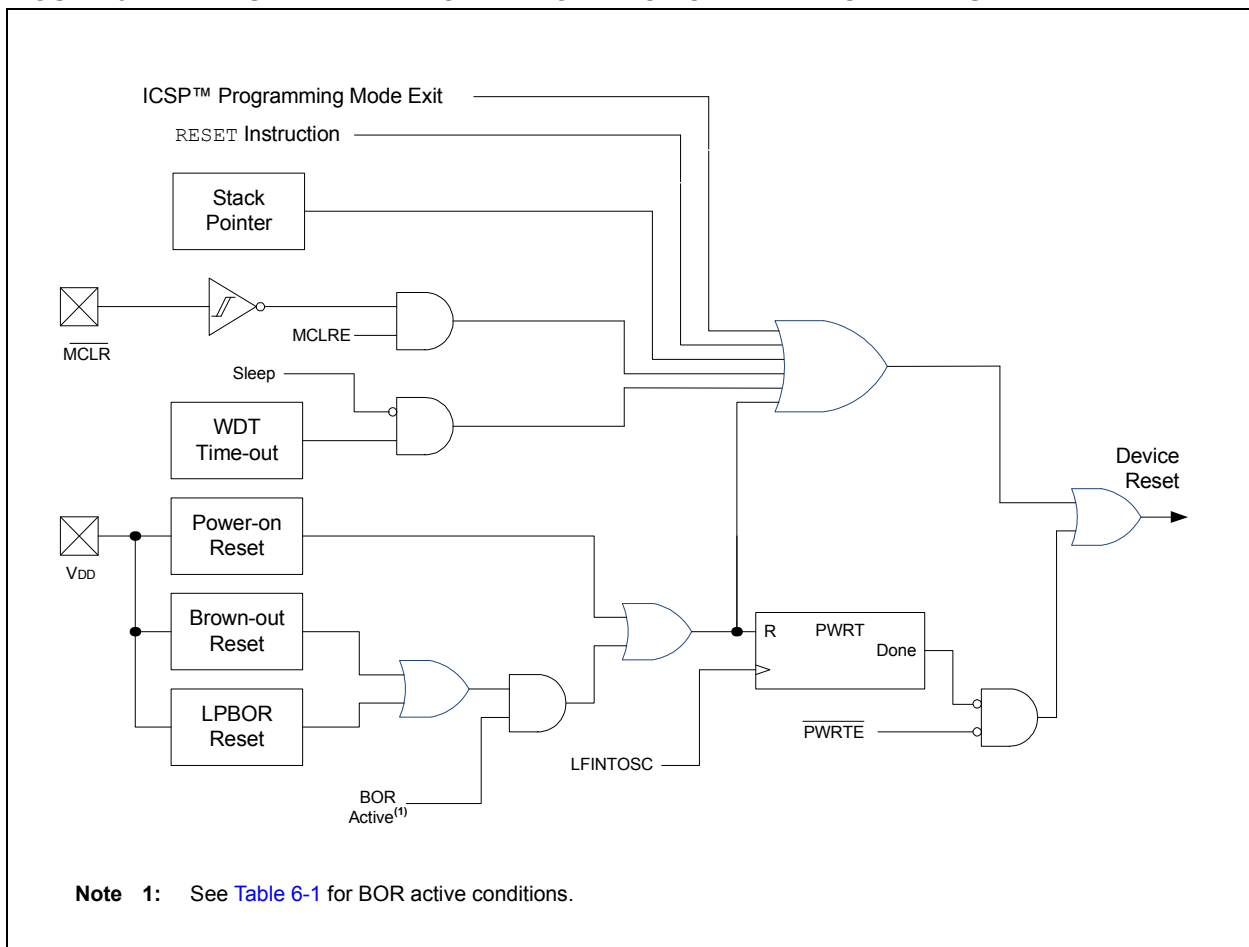 ICSP™ Programming Mode Exit
RESET Instruction
Stack
Pointer
MCLR
MCLRE
Sleep
WDT
Time-out
Device
Reset
VDD
Power-on
Reset
Brown-out
Reset
LPBOR
Reset
R PWRT
Done
PWRTE
LFINTOSC
BOR
Active(1)
Note 1: See Table 6-1 for BOR active conditions.